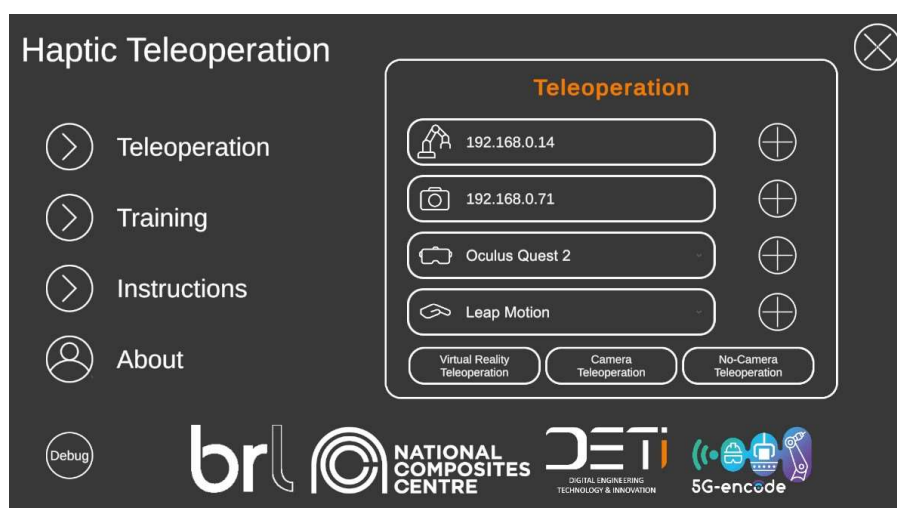 Haptic Teleoperation
Teleoperation
Training
Instructions
About
Debug
Teleoperation
192.168.0.14
192.168.0.71
Oculus Quest 2
Leap Motion
Virtual Reality
Teleoperation
Camera
Teleoperation
No-Camera
Teleoperation
brl
NATIONAL
COMPOSITES
CENTRE
DETi
DIGITAL ENGINEERING
TECHNOLOGY & INNOVATION
5G-encode